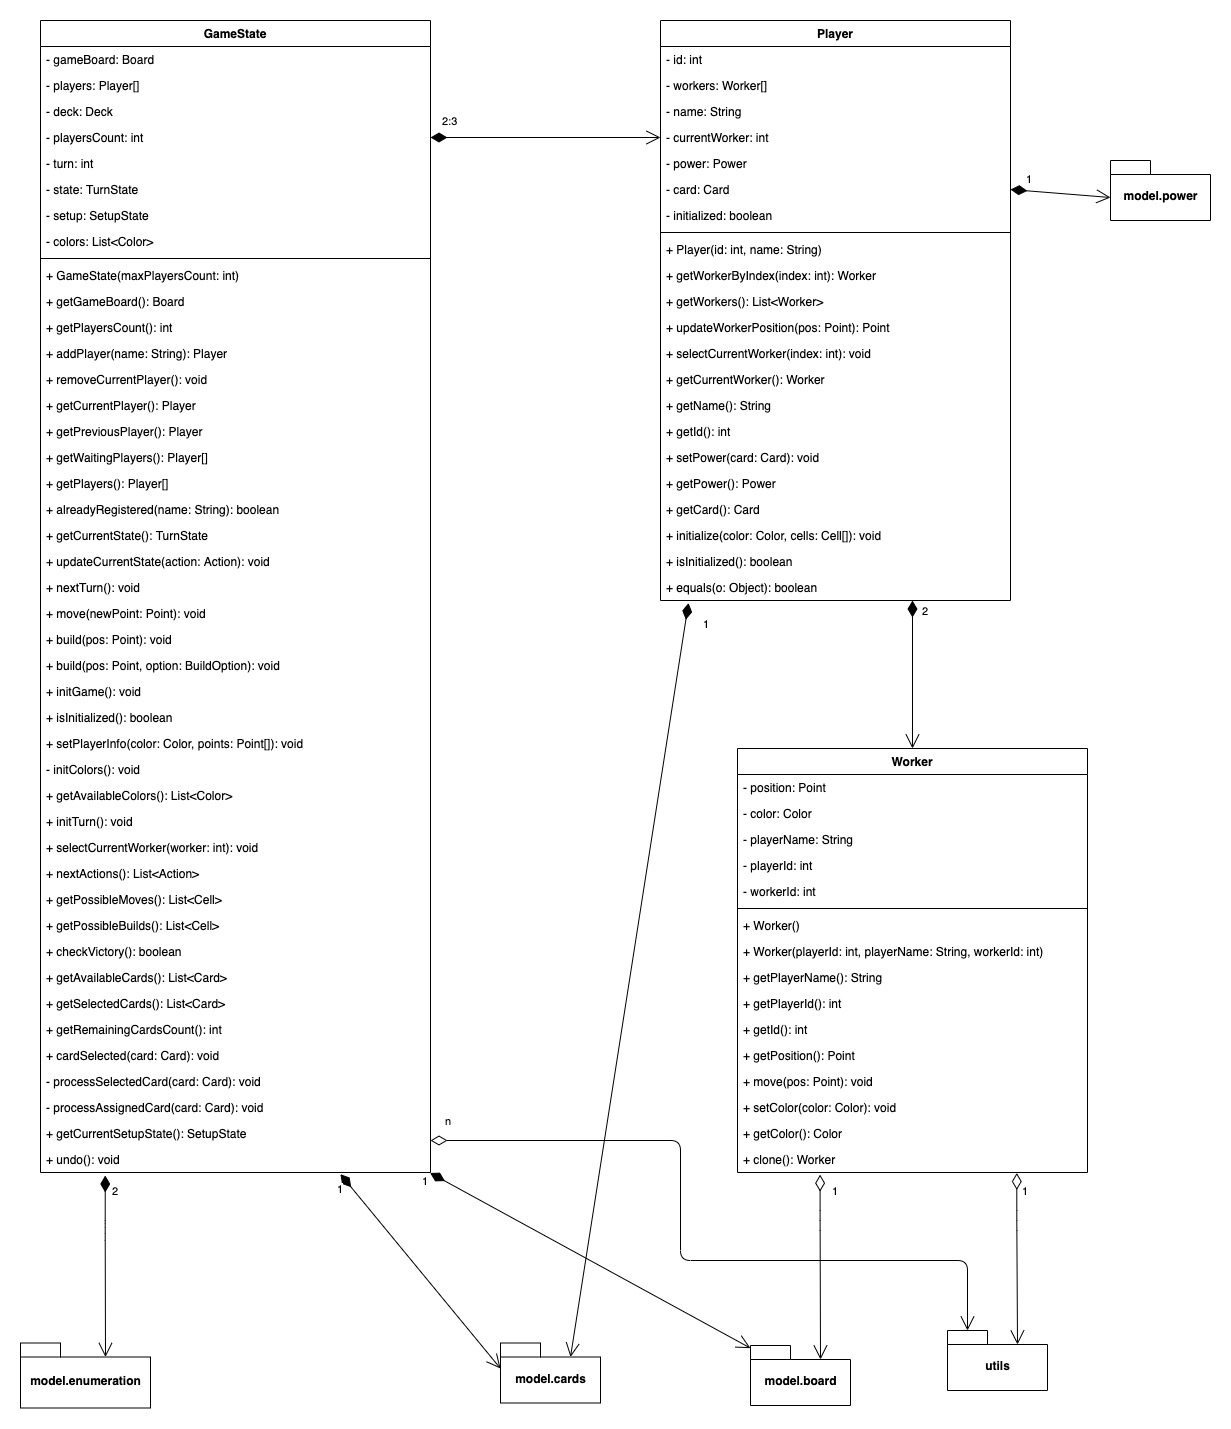 GameState
- gameBoard: Board
- players: Player[]
- deck: Deck
- playersCount: int
- turn: int
- state: TurnState
- setup: SetupState
- colors: List<Color>
+ GameState(maxPlayersCount: int)
+ getGameBoard(): Board
+ getPlayersCount(): int
+ addPlayer(name: String): Player
+ removeCurrentPlayer(): void
+ getCurrentPlayer(): Player
+ getPreviousPlayer(): Player
+ getWaitingPlayers(): Player[]
+ getPlayers(): Player[]
+ alreadyRegistered(name: String): boolean
+ getCurrentState(): TurnState
+ updateCurrentState(action: Action): void
+ nextTurn(): void
+ move(newPoint: Point): void
+ build(pos: Point): void
+ build(pos: Point, option: BuildOption): void
+ initGame(): void
+ isInitialized(): boolean
+ setPlayerInfo(color: Color, points: Point[]): void
- initColors(): void
+ getAvailableColors(): List<Color>
+ initTurn(): void
+ selectCurrentWorker(worker: int): void
+ nextActions(): List<Action>
+ getPossibleMoves(): List<Cell>
+ getPossibleBuilds(): List<Cell>
+ checkVictory(): boolean
+ getAvailableCards(): List<Card>
+ getSelectedCards(): List<Card>
+ getRemainingCardsCount(): int
+ cardSelected(card: Card): void
- processSelectedCard(card: Card): void
- processAssignedCard(card: Card): void
+ getCurrentSetupState(): SetupState
+ undo(): void
2:3
Player
- id: int
- workers: Worker[]
- name: String
- currentWorker: int
- power: Power
- card: Card
- initialized: boolean
+ Player(id: int, name: String)
+ getWorkerByIndex(index: int): Worker
+ getWorkers(): List<Worker>
+ updateWorkerPosition(pos: Point): Point
+ selectCurrentWorker(index: int): void
+ getCurrentWorker(): Worker
+ getName(): String
+ getId(): int
+ setPower(card: Card): void
+ getPower(): Power
+ getCard(): Card
+ initialize(color: Color, cells: Cell[]): void
+ isInitialized(): boolean
+ equals(o: Object): boolean
1
model.power
1
2
Worker
- position: Point
- color: Color
- playerName: String
- playerId: int
- workerId: int
+ Worker()
+ Worker(playerId: int, playerName: String, workerId: int)
+ getPlayerName(): String
+ getPlayerId(): int
+ getId(): int
+ getPosition(): Point
+ move(pos: Point): void
+ setColor(color: Color): void
+ getColor(): Color
+ clone(): Worker
n
2
1
1
1
1
model.enumeration
model.cards
model.board
utils